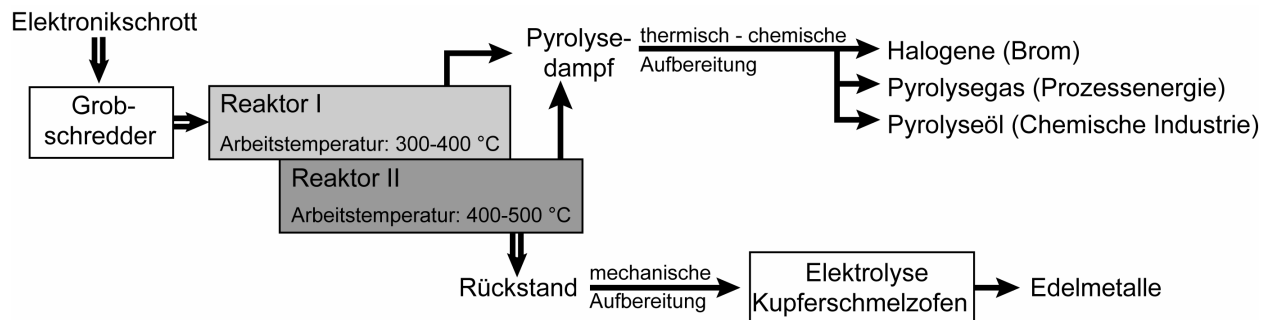 Elektronikschrott
Grob-
schredder
Reaktor I
Arbeitstemperatur: 300-400 °C
Reaktor II
Arbeitstemperatur: 400-500 °C
Pyrolyse-
dampf
thermisch - chemische
Aufbereitung
Halogene (Brom)
Pyrolysegas (Prozessenergie)
Pyrolyseöl (Chemische Industrie)
Rückstand
mechanische
Aufbereitung
Elektrolyse
Kupferschmelzofen
Edelmetalle